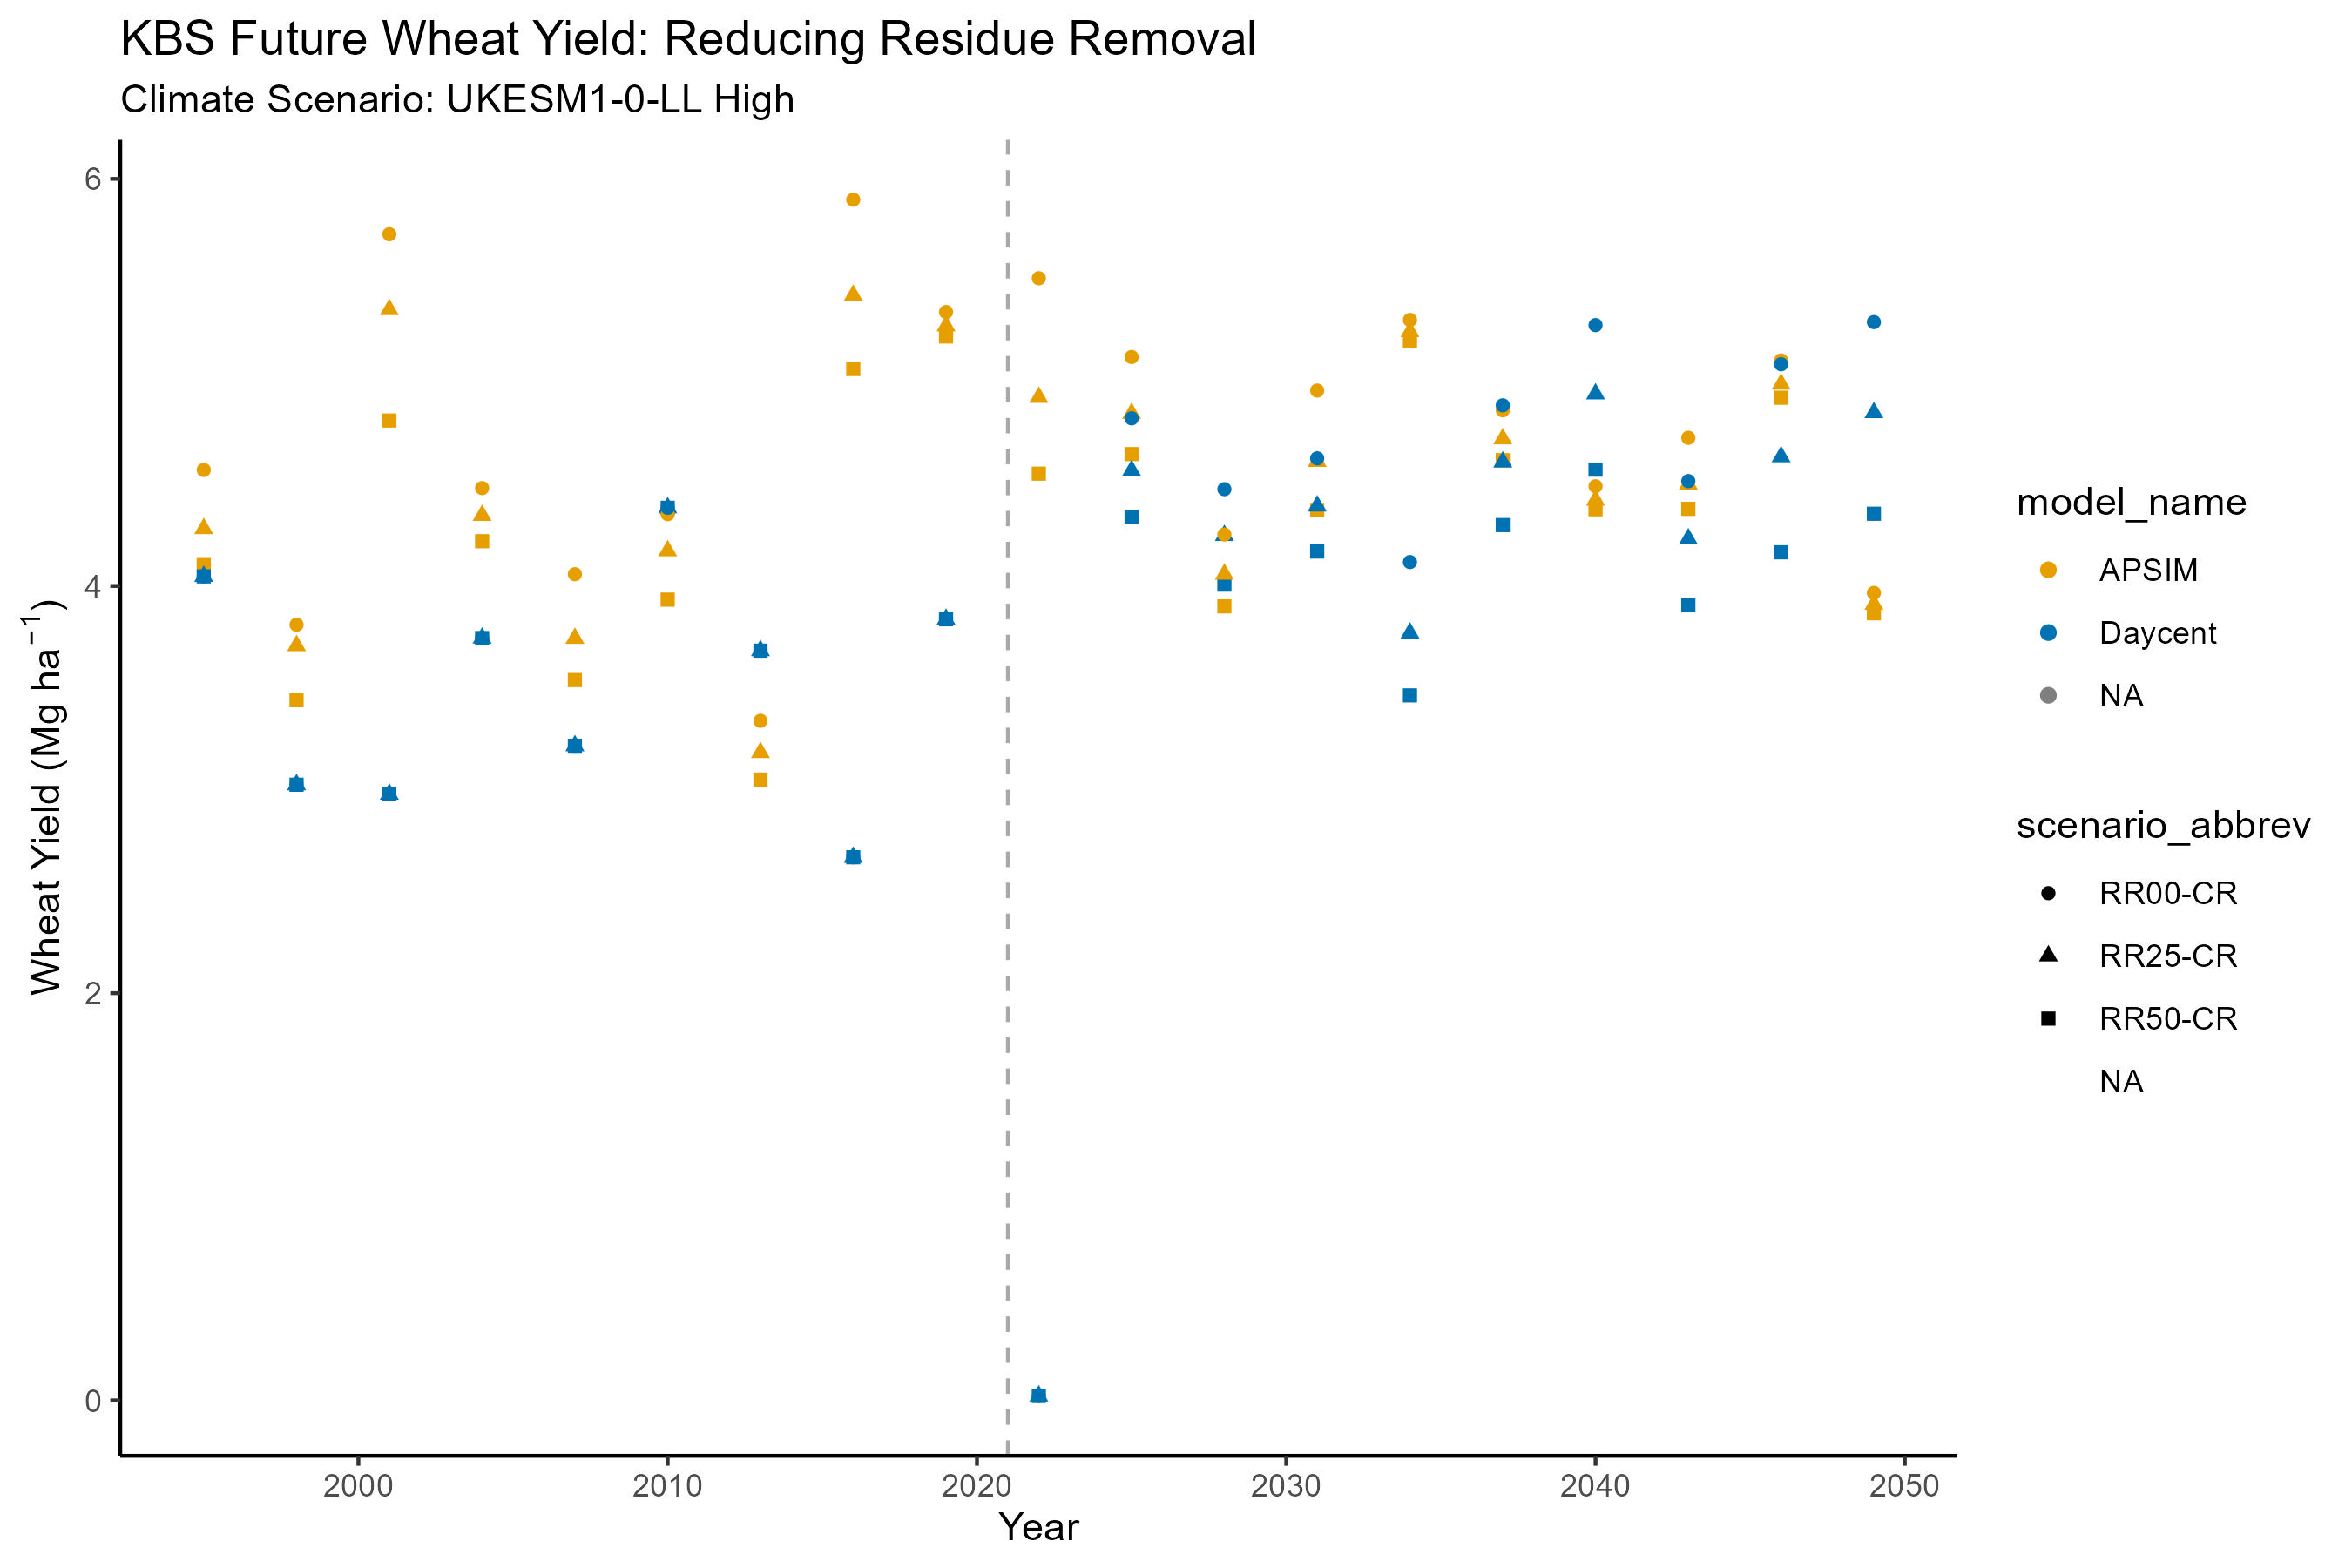 KBS Future Wheat Yield: Reducing Residue Removal
Climate Scenario: UKESM1-0-LL High
6
4
2
0
Wheat Yield (Mg ha⁻¹)
2000 2010 2020 2030 2040 2050
Year
model_name
APSIM
Daycent
NA
scenario_abbrev
RR00-CR
RR25-CR
RR50-CR
NA